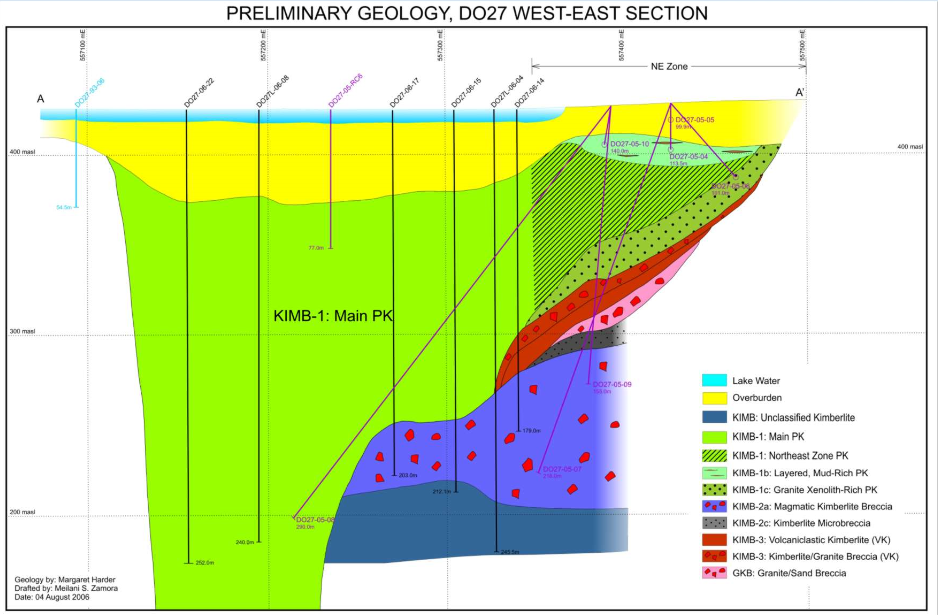 PRELIMINARY GEOLOGY, DO27 WEST-EAST SECTION
557100 mE
557200 mE
557300 mE
557400 mE
557500 mE
NE Zone
A
A'
DO27-93-06
DO27-06-22
DO27L-06-08
DO27-05-RC6
DO27-06-17
DO27-06-15
DO27L-06-04
DO27-06-14
DO27-05-05
DO27-05-10
140.0m
DO27-05-04
400 masl
400 masl
54.5m
77.0m
KIMB-1: Main PK
300 masl
300 masl
DO27-05-09
179.0m
203.0m
DO27-05-07
200 masl
240.0m
252.0m
245.5m
Lake Water
Overburden
KIMB: Unclassified Kimberlite
KIMB-1: Main PK
KIMB-1: Northeast Zone PK
KIMB-1b: Layered, Mud-Rich PK
KIMB-1c: Granite Xenolith-Rich PK
KIMB-2a: Magmatic Kimberlite Breccia
KIMB-2c: Kimberlite Microbreccia
KIMB-3: Volcaniclastic Kimberlite (VK)
KIMB-3: Kimberlite/Granite Breccia (VK)
GKB: Granite/Sand Breccia
Geology by: Margaret Harder
Drafted by: Meilani S. Zamora
Date: 04 August 2006